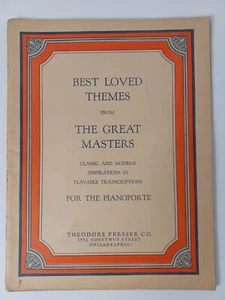 BEST LOVED
THEMES
FROM
THE GREAT
MASTERS
CLASSIC AND MODERN
INSPIRATIONS IN
PLAYABLE TRANSCRIPTIONS
FOR THE PIANOFORTE
THEODORE PRESSER CO.
1712 CHESTNUT STREET
PHILADELPHIA